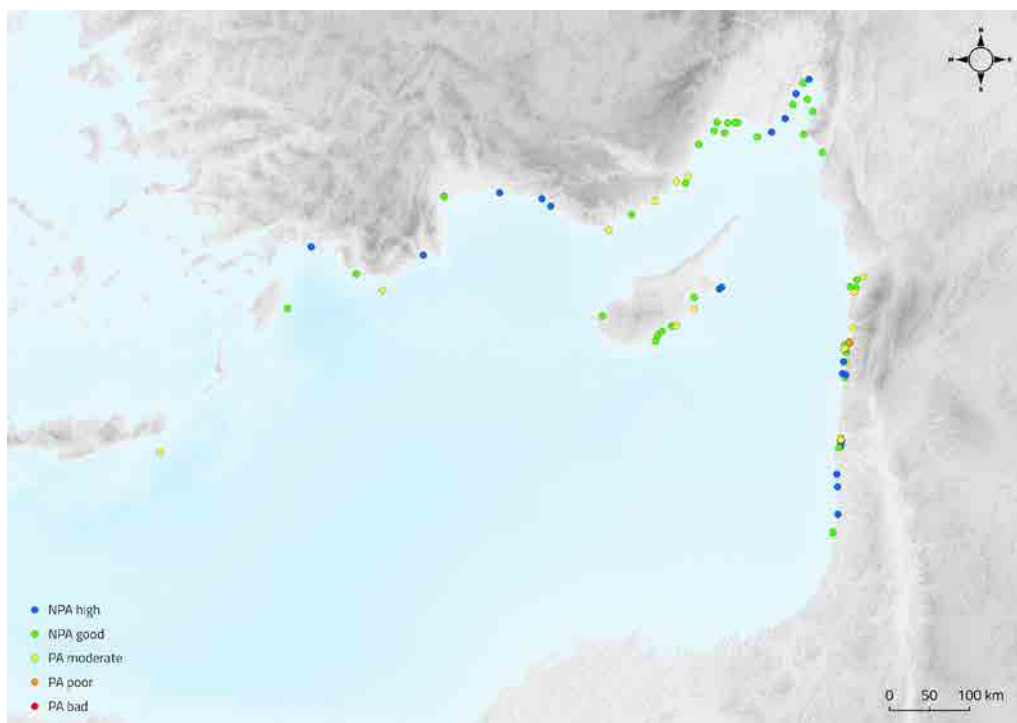 N
W
E
S
NPA high
NPA good
PA moderate
PA poor
PA bad
0 50 100 km